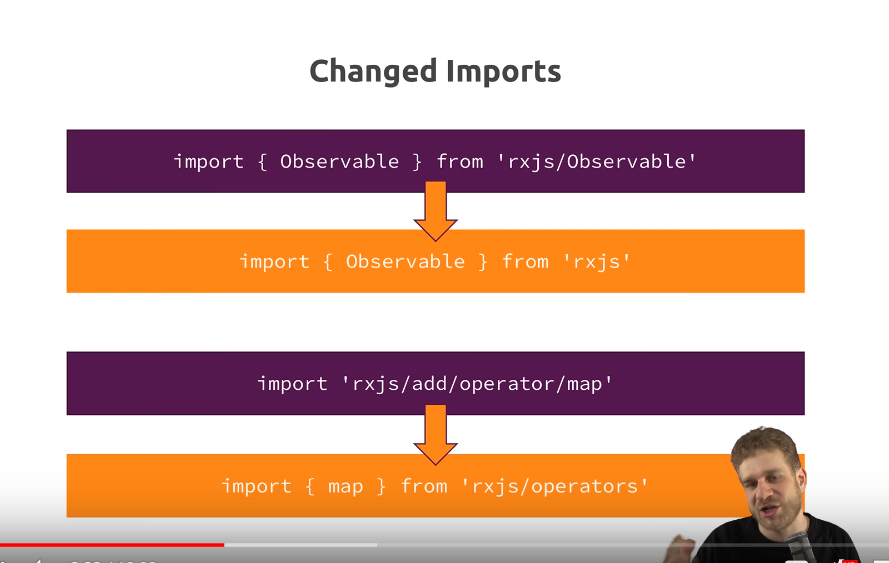 Changed Imports
import { Observable } from 'rxjs/Observable'
import { Observable } from 'rxjs'
import 'rxjs/add/operator/map'
import { map } from 'rxjs/operators'